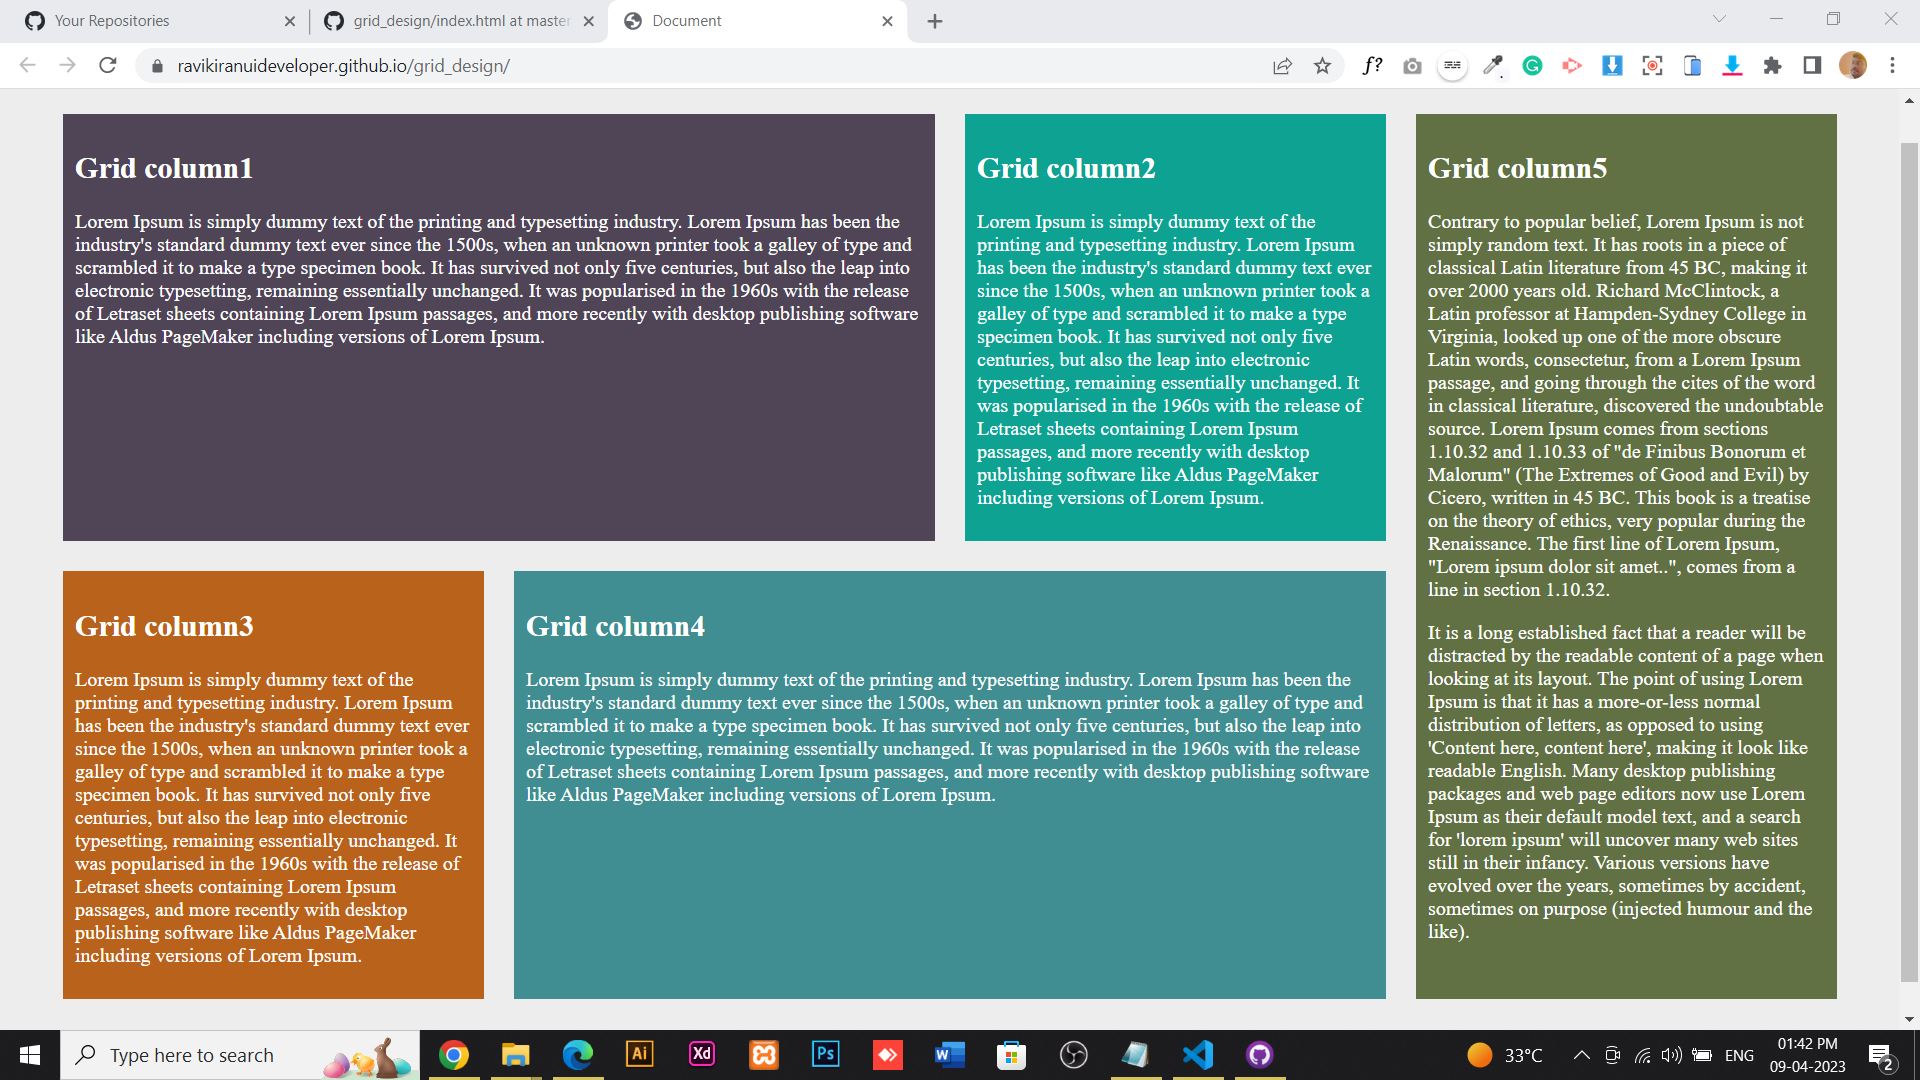 Your Repositories
grid_design/index.html at master
Document
ravikiranuideveloper.github.io/grid_design/
f?
Grid column1
Lorem Ipsum is simply dummy text of the printing and typesetting industry. Lorem Ipsum has been the
industry's standard dummy text ever since the 1500s, when an unknown printer took a galley of type and
scrambled it to make a type specimen book. It has survived not only five centuries, but also the leap into
electronic typesetting, remaining essentially unchanged. It was popularised in the 1960s with the release
of Letraset sheets containing Lorem Ipsum passages, and more recently with desktop publishing software
like Aldus PageMaker including versions of Lorem Ipsum.
Grid column2
Lorem Ipsum is simply dummy text of the
printing and typesetting industry. Lorem Ipsum
has been the industry's standard dummy text ever
since the 1500s, when an unknown printer took a
galley of type and scrambled it to make a type
specimen book. It has survived not only five
centuries, but also the leap into electronic
typesetting, remaining essentially unchanged. It
was popularised in the 1960s with the release of
Letraset sheets containing Lorem Ipsum
passages, and more recently with desktop
publishing software like Aldus PageMaker
including versions of Lorem Ipsum.
Grid column5
Contrary to popular belief, Lorem Ipsum is not
simply random text. It has roots in a piece of
classical Latin literature from 45 BC, making it
over 2000 years old. Richard McClintock, a
Latin professor at Hampden-Sydney College in
Virginia, looked up one of the more obscure
Latin words, consectetur, from a Lorem Ipsum
passage, and going through the cites of the word
in classical literature, discovered the undoubtable
source. Lorem Ipsum comes from sections
1.10.32 and 1.10.33 of "de Finibus Bonorum et
Malorum" (The Extremes of Good and Evil) by
Cicero, written in 45 BC. This book is a treatise
on the theory of ethics, very popular during the
Renaissance. The first line of Lorem Ipsum,
"Lorem ipsum dolor sit amet..", comes from a
line in section 1.10.32.
It is a long established fact that a reader will be
distracted by the readable content of a page when
looking at its layout. The point of using Lorem
Ipsum is that it has a more-or-less normal
distribution of letters, as opposed to using
'Content here, content here', making it look like
readable English. Many desktop publishing
packages and web page editors now use Lorem
Ipsum as their default model text, and a search
for 'lorem ipsum' will uncover many web sites
still in their infancy. Various versions have
evolved over the years, sometimes by accident,
sometimes on purpose (injected humour and the
like).
Grid column3
Lorem Ipsum is simply dummy text of the
printing and typesetting industry. Lorem Ipsum
has been the industry's standard dummy text ever
since the 1500s, when an unknown printer took a
galley of type and scrambled it to make a type
specimen book. It has survived not only five
centuries, but also the leap into electronic
typesetting, remaining essentially unchanged. It
was popularised in the 1960s with the release of
Letraset sheets containing Lorem Ipsum
passages, and more recently with desktop
publishing software like Aldus PageMaker
including versions of Lorem Ipsum.
Grid column4
Lorem Ipsum is simply dummy text of the printing and typesetting industry. Lorem Ipsum has been the
industry's standard dummy text ever since the 1500s, when an unknown printer took a galley of type and
scrambled it to make a type specimen book. It has survived not only five centuries, but also the leap into
electronic typesetting, remaining essentially unchanged. It was popularised in the 1960s with the release
of Letraset sheets containing Lorem Ipsum passages, and more recently with desktop publishing software
like Aldus PageMaker including versions of Lorem Ipsum.
Type here to search
Ai
Xd
Ps
W
33°C
ENG
01:42 PM
09-04-2023
2